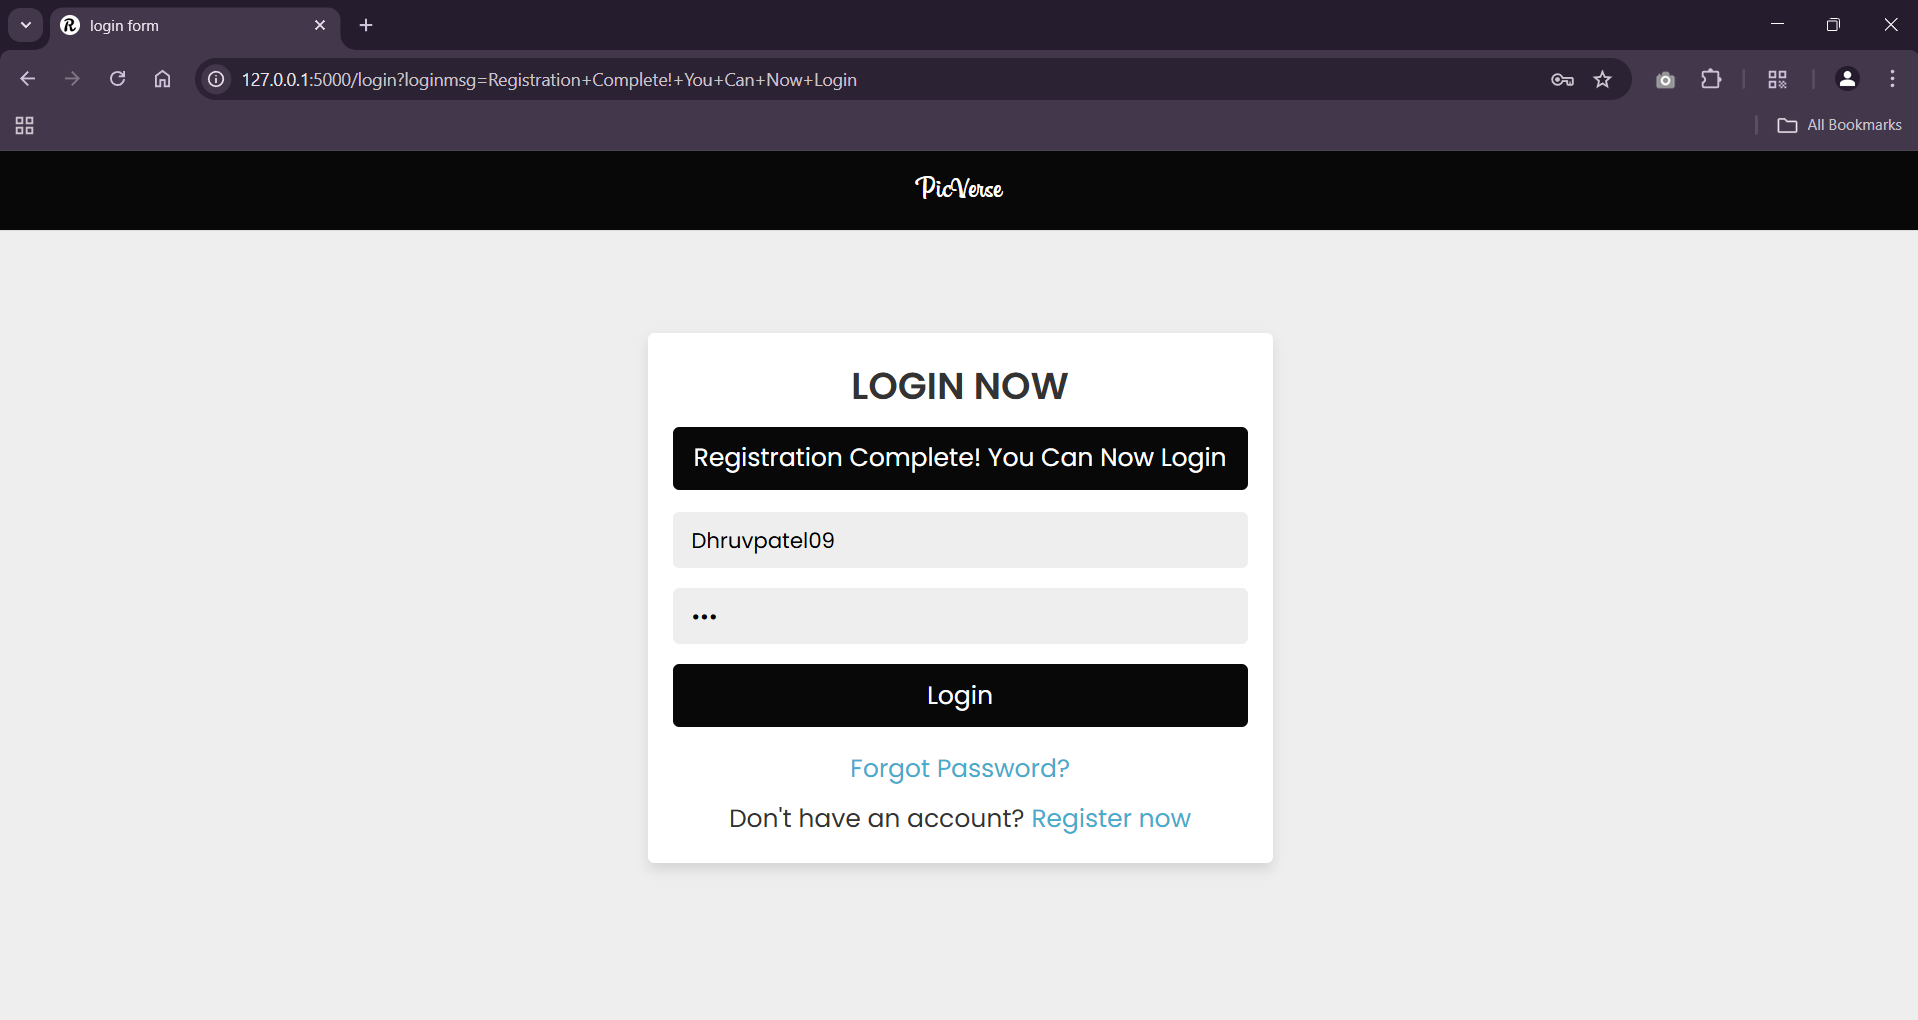 login form
127.0.0.1:5000/login?loginmsg=Registration+Complete!+You+Can+Now+Login
All Bookmarks
PicVerse
LOGIN NOW
Registration Complete! You Can Now Login
Dhruvpatel09
•••
Login
Forgot Password?
Don't have an account? Register now